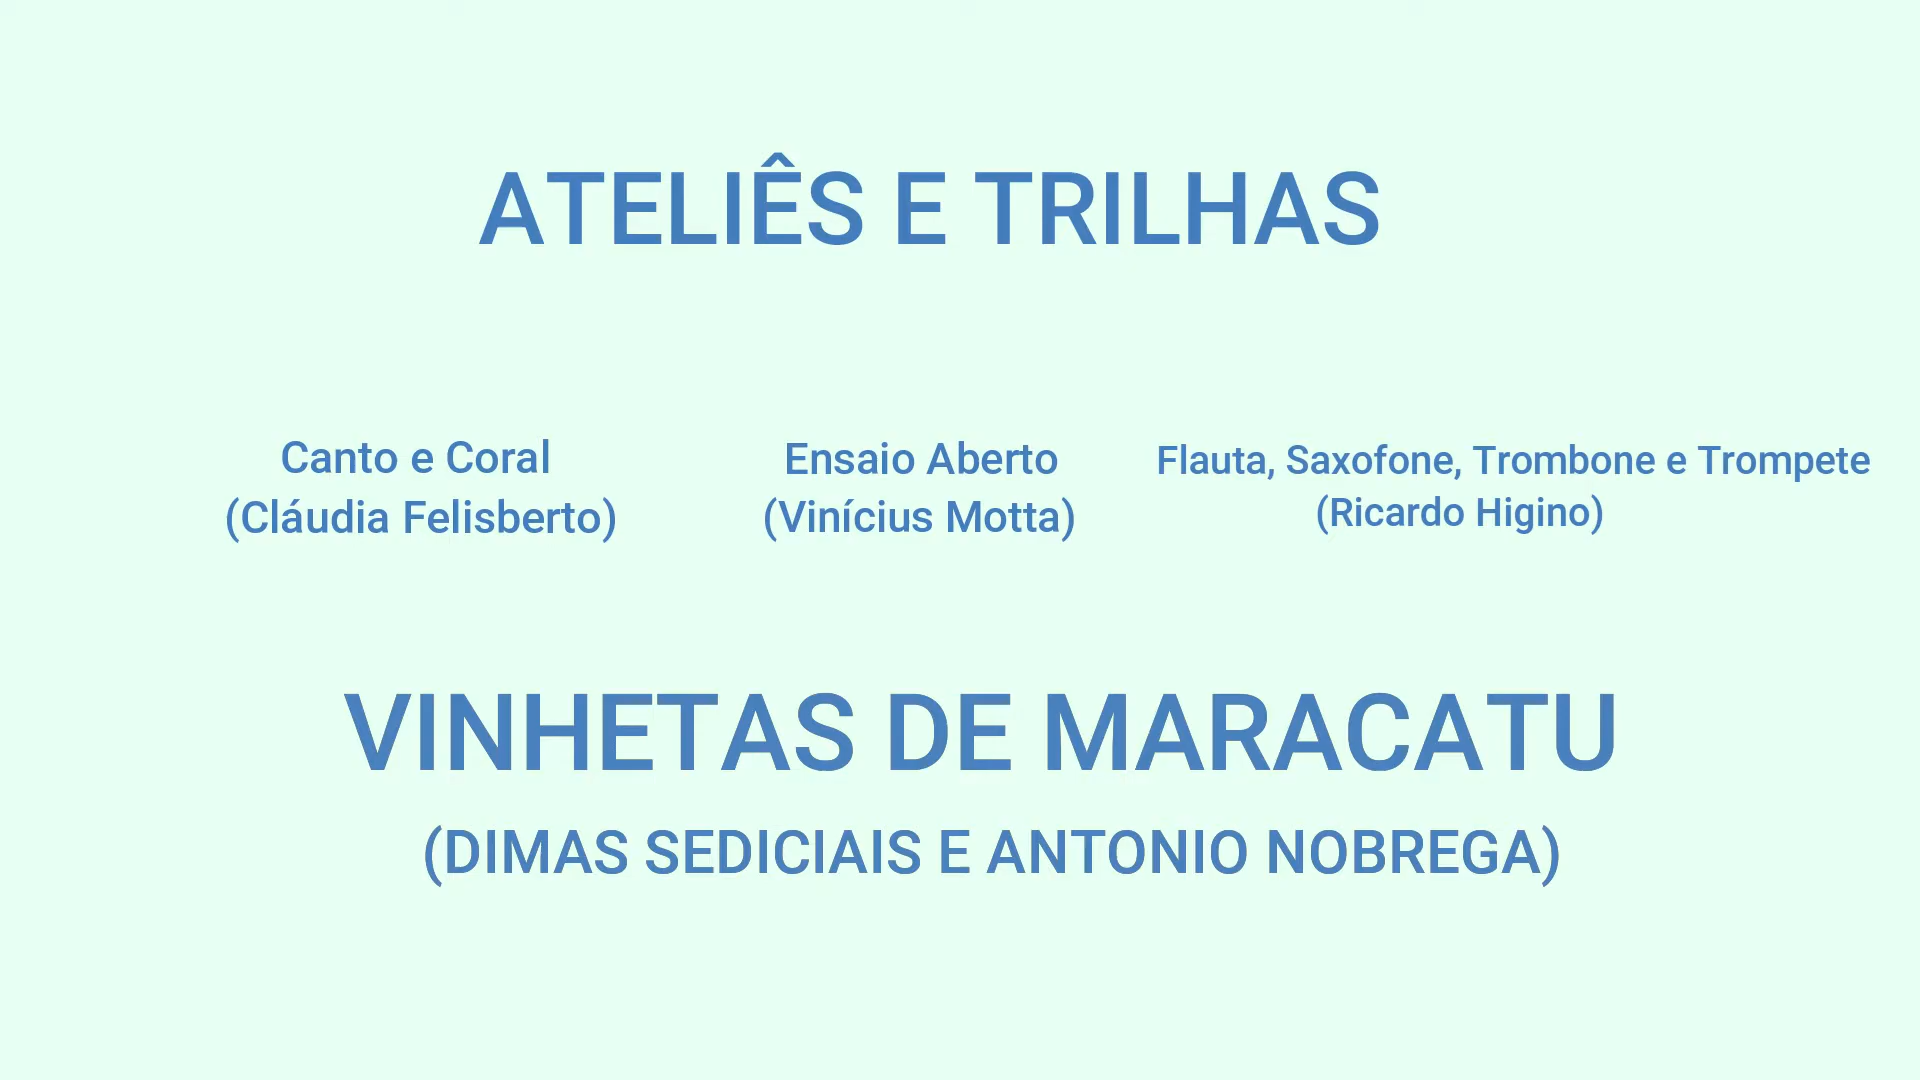 ATELIÊS E TRILHAS
Canto e Coral
(Cláudia Felisberto)
Ensaio Aberto
(Vinícius Motta)
Flauta, Saxofone, Trombone e Trompete
(Ricardo Higino)
VINHETAS DE MARACATU
(DIMAS SEDICIAIS E ANTONIO NOBREGA)